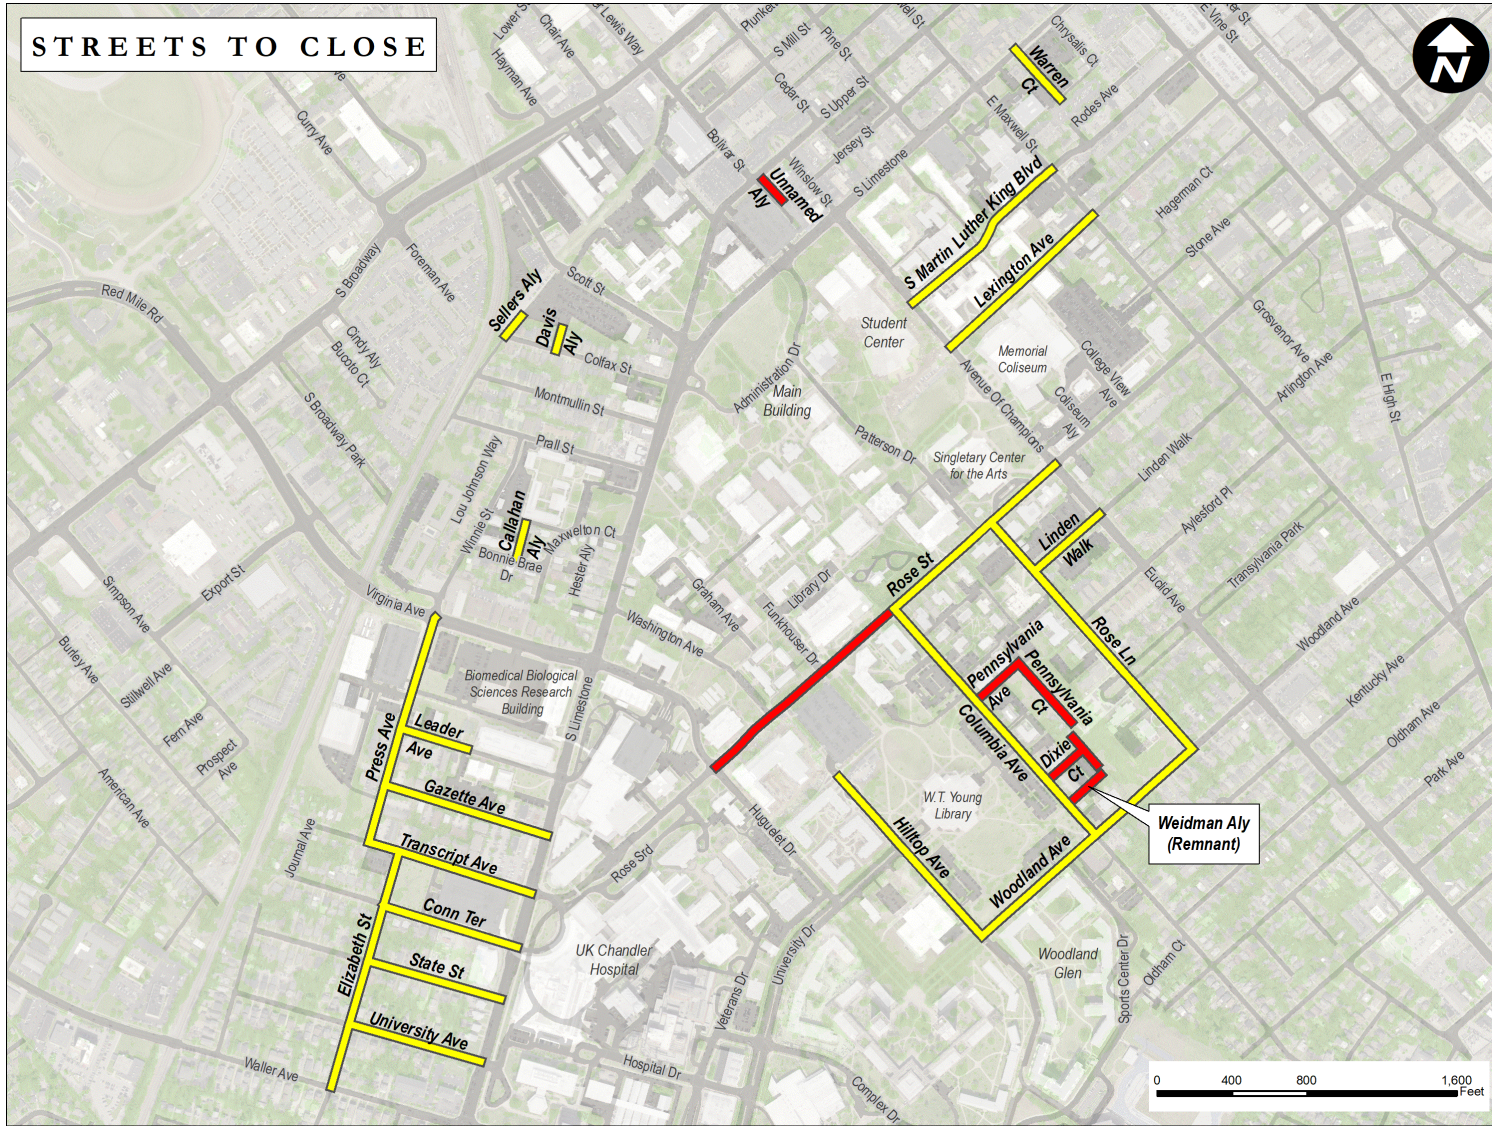 STREETS TO CLOSE
N
Lower St
Chair Ave
Lewis Way
Hayman Ave
Plunkett
S Mill St
Pine St
Cedar St
S Upper St
Chrysalis Ct
E Vine St
Warren
Ct
Rodes Ave
E Maxwell St
Curry Ave
Bolivar St
Jersey St
Winslow St
S Limestone
Unnamed
Aly
S Martin Luther King Blvd
Lexington Ave
Hagerman Ct
Stone Ave
S Broadway
Foreman Ave
Scott St
Red Mile Rd
Sellers Aly
Davis
Aly
Colfax St
Cindy Aly
Bucoto Ct
Student
Center
Memorial
Coliseum
College View
Ave
Grosvenor Ave
Arlington Ave
E High St
Administration Dr
Main
Building
Avenue Of Champions
Coliseum
Aly
Montmullin St
S Broadway Park
Prall St
Patterson Dr
Singletary Center
for the Arts
Linden Walk
Lou Johnson Way
Winnie St
Callahan
Aly
Maxwelton Ct
Bonnie Brae
Dr
Hester Aly
Aylesford Pl
Linden
Walk
Transylvania Park
Euclid Ave
Rose St
Library Dr
Graham Ave
Funkhouser Dr
Washington Ave
Virginia Ave
Export St
Simpson Ave
Burley Ave
Stillwell Ave
Fern Ave
Prospect
Ave
American Ave
Biomedical Biological
Sciences Research
Building
S Limestone
Rose Ln
Woodland Ave
Kentucky Ave
Oldham Ave
Park Ave
Pennsylvania
Ave
Pennsylvania
Ct
Columbia Ave
Dixie
Ct
Press Ave
Leader
Ave
Gazette Ave
Transcript Ave
Journal Ave
W.T. Young
Library
Weidman Aly
(Remnant)
Huguelet Dr
Hilltop Ave
Woodland Ave
Rose Srd
Conn Ter
Elizabeth St
State St
University Ave
UK Chandler
Hospital
University Dr
Veterans Dr
Woodland
Glen
Sports Center Dr
Oldham Ct
Waller Ave
Hospital Dr
Complex Dr
0 400 800 1,600
Feet